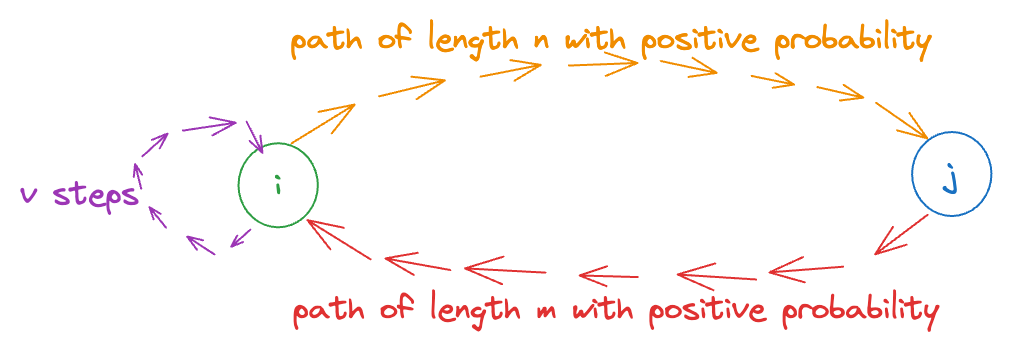 path of length n with positive probability
i
j
v steps
path of length m with positive probability